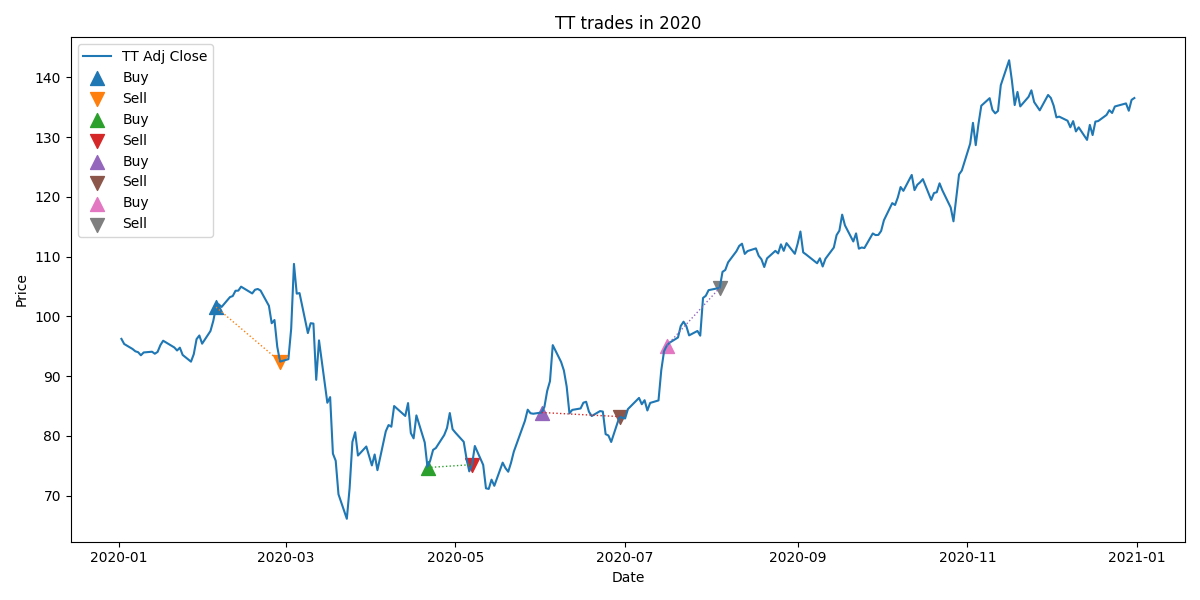 TT trades in 2020
TT Adj Close
Buy
Sell
Buy
Sell
Buy
Sell
Buy
Sell
Price
140
130
120
110
100
90
80
70
2020-01
2020-03
2020-05
2020-07
2020-09
2020-11
2021-01
Date